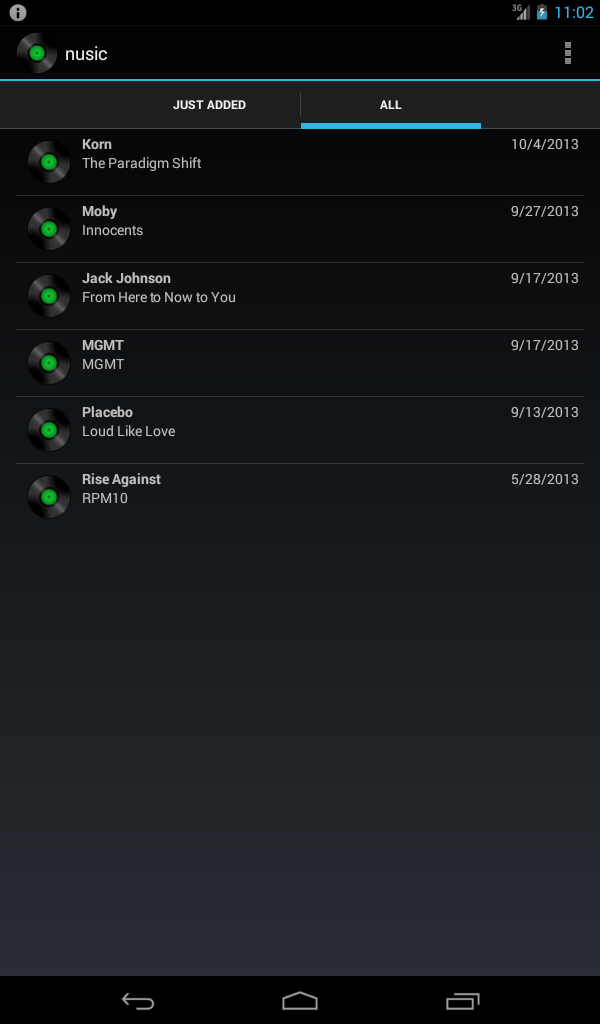 3G 11:02
nusic
JUST ADDED ALL
Korn 10/4/2013
The Paradigm Shift
Moby 9/27/2013
Innocents
Jack Johnson 9/17/2013
From Here to Now to You
MGMT 9/17/2013
MGMT
Placebo 9/13/2013
Loud Like Love
Rise Against 5/28/2013
RPM10